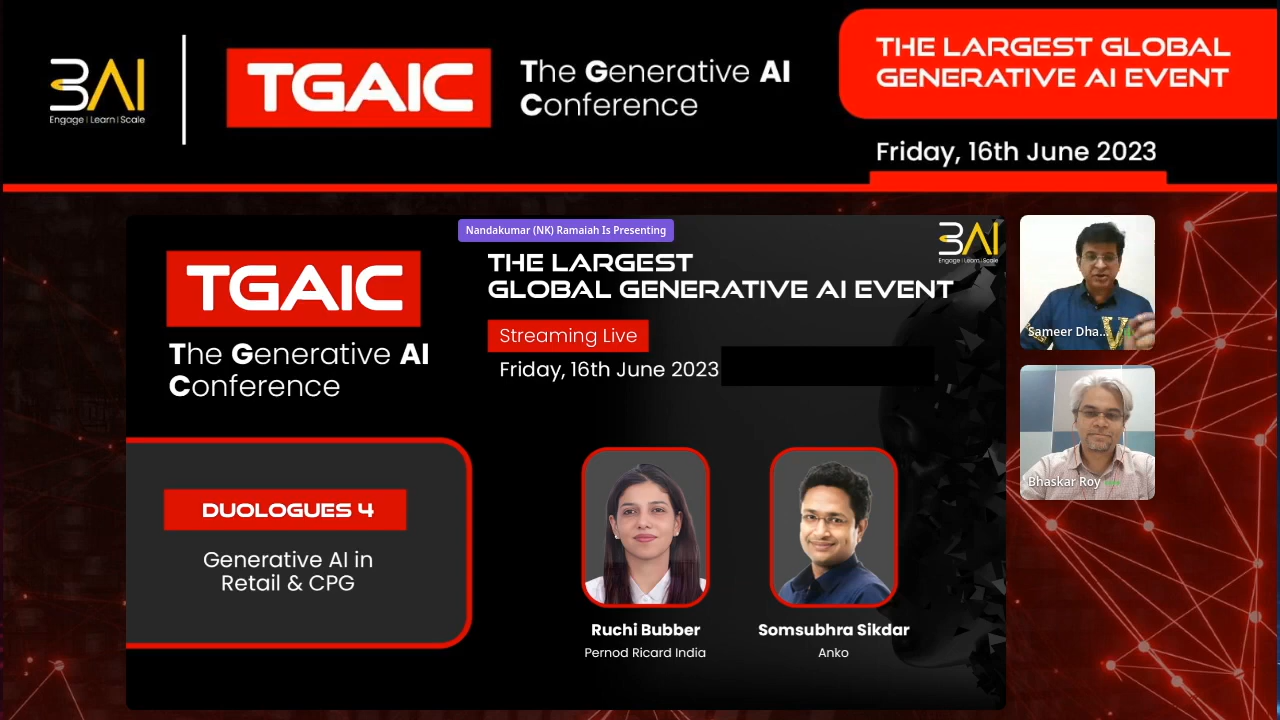 3AI
Engage | Learn | Scale
TGAIC
The Generative AI
Conference
THE LARGEST GLOBAL
GENERATIVE AI EVENT
Friday, 16th June 2023
Nandakumar (NK) Ramaiah Is Presenting
3AI
Engage | Learn | Scale
TGAIC
The Generative AI
Conference
THE LARGEST
GLOBAL GENERATIVE AI EVENT
Streaming Live
Friday, 16th June 2023
DUOLOGUES 4
Generative AI in
Retail & CPG
Ruchi Bubber
Pernod Ricard India
Somsubhra Sikdar
Anko
Sameer Dha...
Bhaskar Roy